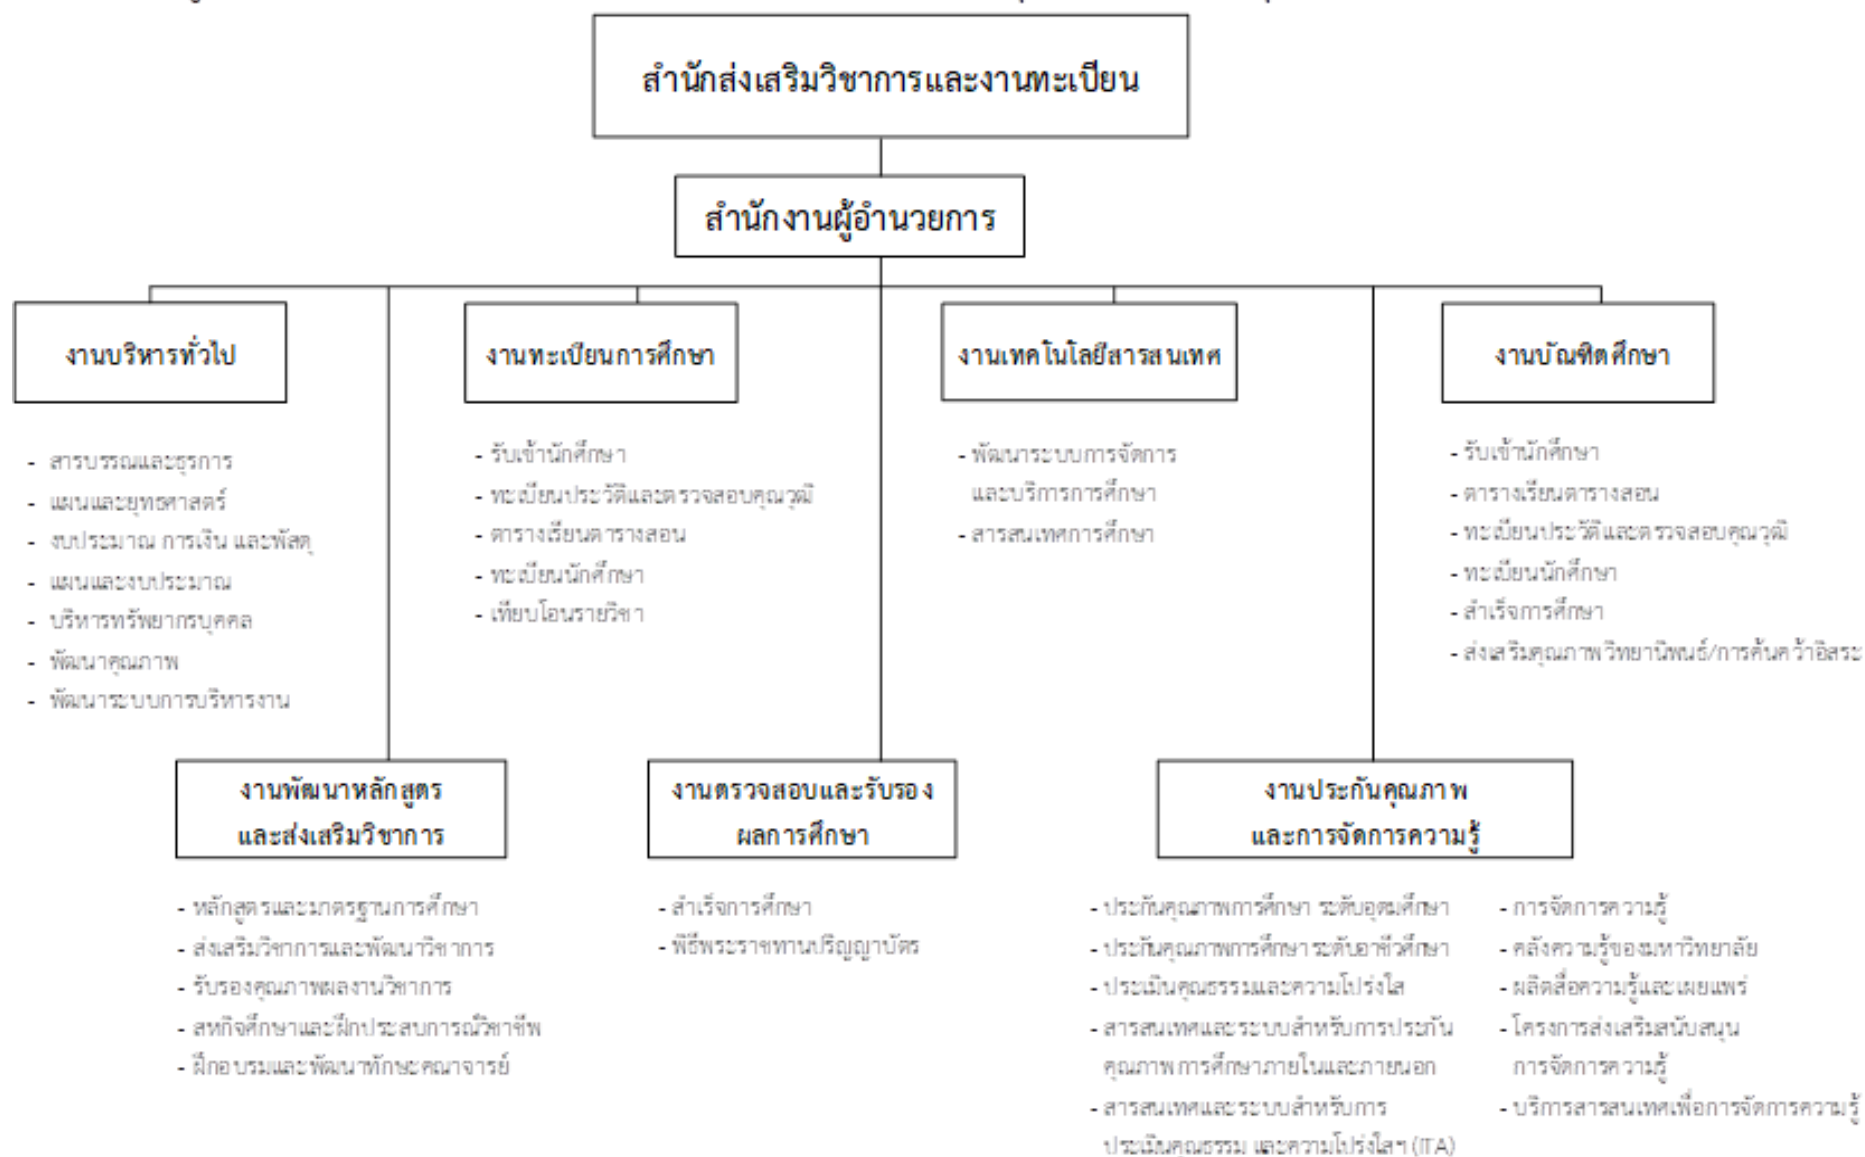 สำนักส่งเสริมวิชาการและงานทะเบียน
สำนักงานผู้อำนวยการ
งานบริหารทั่วไป
- สารบรรณและธุรการ
- แผนและยุทธศาสตร์
- งบประมาณ การเงิน และพัสดุ
- แผนและงบประมาณ
- บริหารทรัพยากรบุคคล
- พัฒนาคุณภาพ
- พัฒนาระบบการบริหารงาน
งานทะเบียนการศึกษา
- รับเข้านักศึกษา
- ทะเบียนประวัติและตรวจสอบคุณวุฒิ
- ตารางเรียนตารางสอน
- ทะเบียนนักศึกษา
- เทียบโอนรายวิชา
งานเทคโนโลยีสารสนเทศ
- พัฒนาระบบการจัดการ
และบริการการศึกษา
- สารสนเทศการศึกษา
งานบัณฑิตศึกษา
- รับเข้านักศึกษา
- ตารางเรียนตารางสอน
- ทะเบียนประวัติและตรวจสอบคุณวุฒิ
- ทะเบียนนักศึกษา
- สำเร็จการศึกษา
- ส่งเสริมคุณภาพวิทยานิพนธ์/การค้นคว้าอิสระ
งานพัฒนาหลักสูตร
และส่งเสริมวิชาการ
- หลักสูตรและมาตรฐานการศึกษา
- ส่งเสริมวิชาการและพัฒนาวิชาการ
- รับรองคุณภาพผลงานวิชาการ
- สหกิจศึกษาและฝึกประสบการณ์วิชาชีพ
- ฝึกอบรมและพัฒนาทักษะคณาจารย์
งานตรวจสอบและรับรอง
ผลการศึกษา
- สำเร็จการศึกษา
- พิธีพระราชทานปริญญาบัตร
งานประกันคุณภาพ
และการจัดการความรู้
- ประกันคุณภาพการศึกษา ระดับอุดมศึกษา
- ประกันคุณภาพการศึกษา ระดับอาชีวศึกษา
- ประเมินคุณธรรมและความโปร่งใส
- สารสนเทศและระบบสำหรับการประกัน
คุณภาพการศึกษาภายในและภายนอก
- สารสนเทศและระบบสำหรับการ
ประเมินคุณธรรม และความโปร่งใสฯ (ITA)
- การจัดการความรู้
- คลังความรู้ของมหาวิทยาลัย
- ผลิตสื่อความรู้และเผยแพร่
- โครงการส่งเสริมสนับสนุน
การจัดการความรู้
- บริการสารสนเทศเพื่อการจัดการความรู้